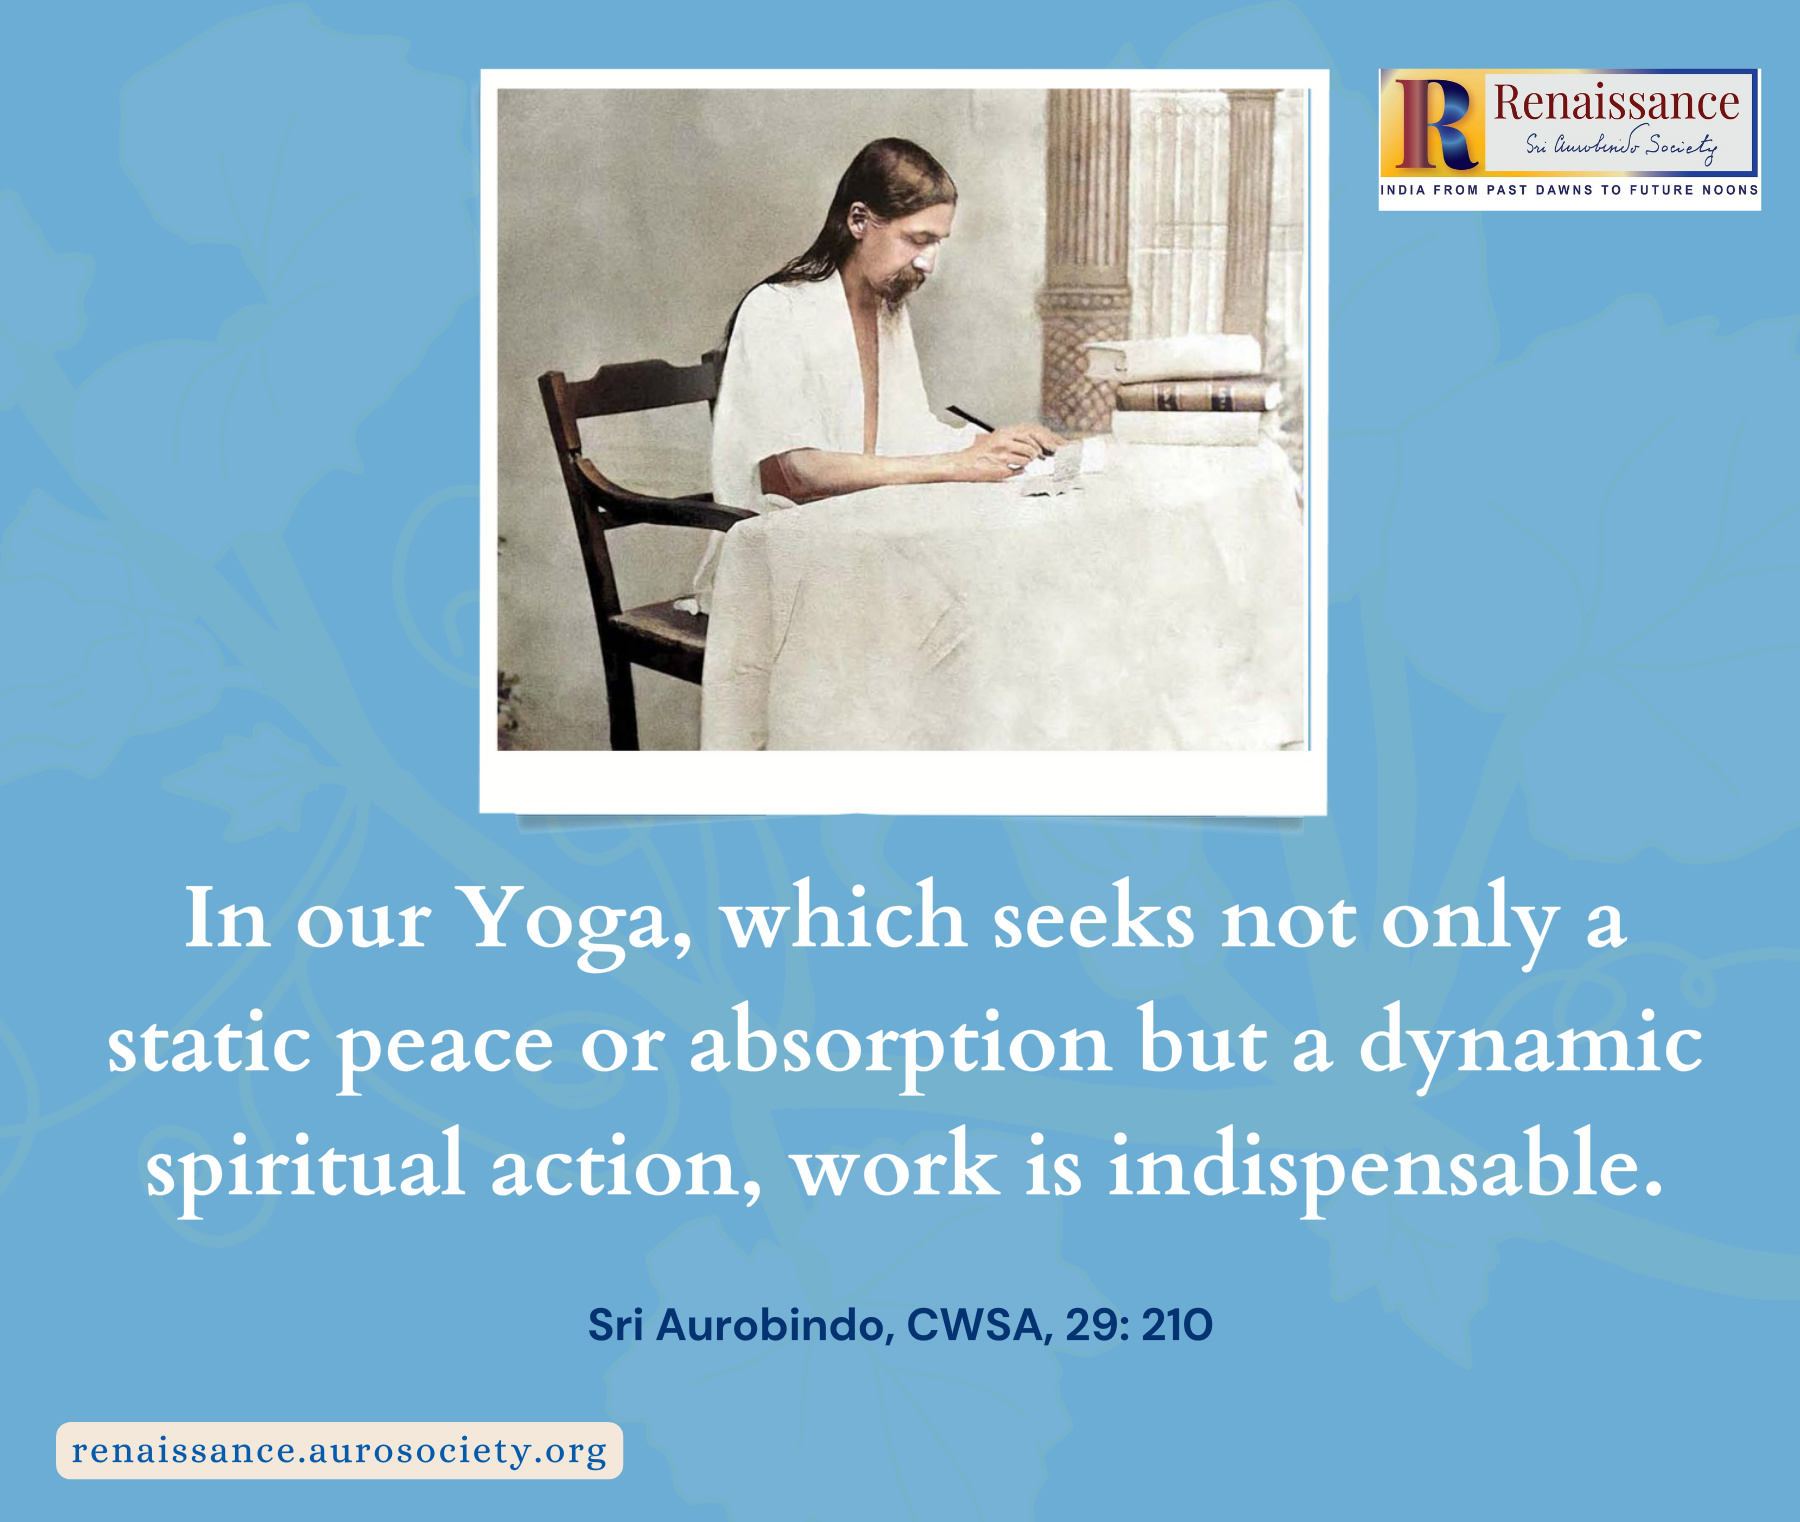 R Renaissance
Sri Aurobindo Society
INDIA FROM PAST DAWNS TO FUTURE NOONS
In our Yoga, which seeks not only a
static peace or absorption but a dynamic
spiritual action, work is indispensable.
Sri Aurobindo, CWSA, 29: 210
renaissance.aurosociety.org